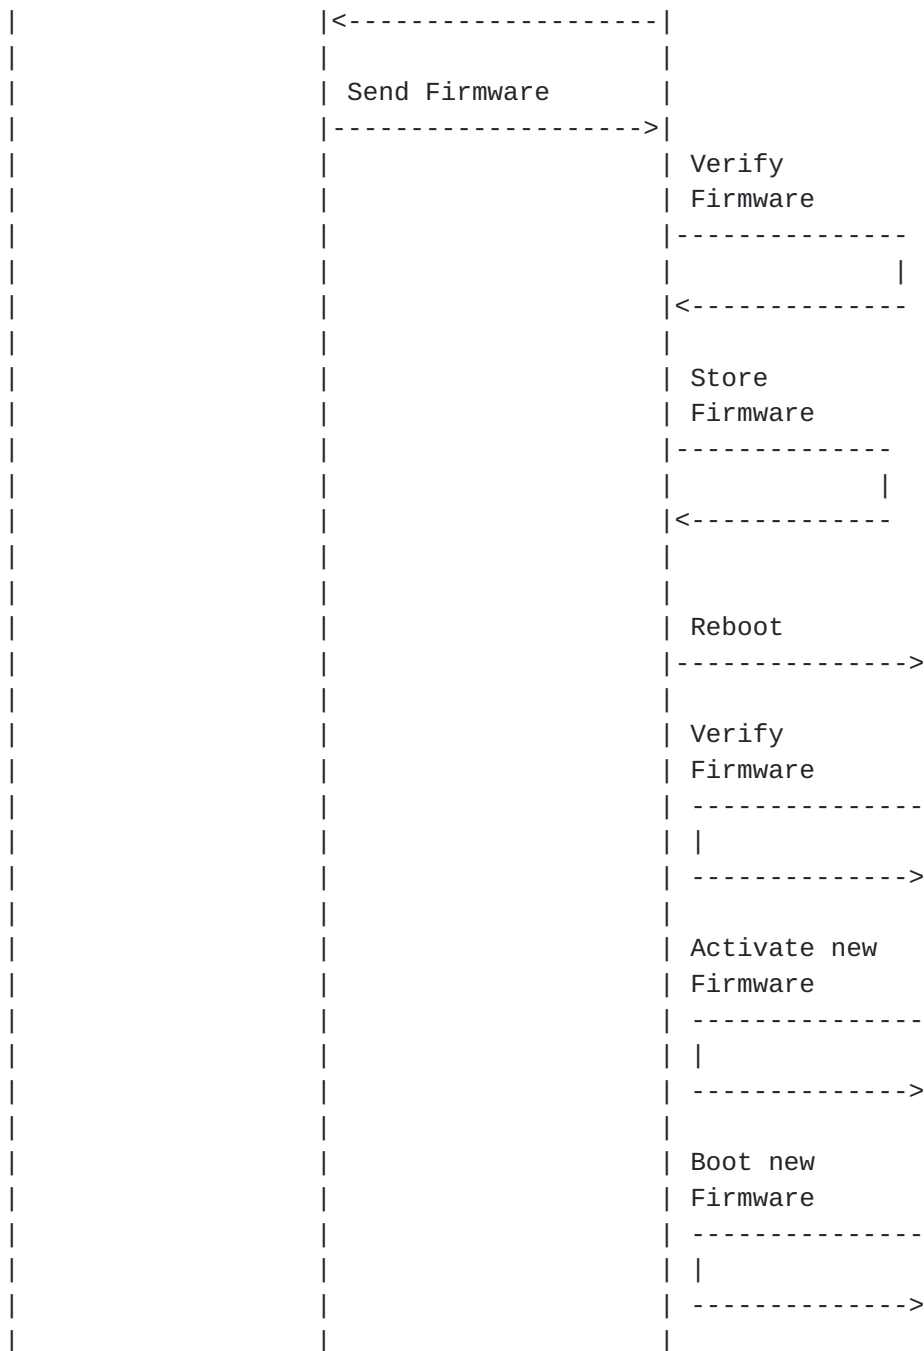 |                   |<--------------------|
|                   |                     |
|                   | Send Firmware       |
|                   |-------------------->|
|                   |                     | Verify
|                   |                     | Firmware
|                   |                     |---------------
|                   |                     |              |
|                   |                     |<--------------
|                   |                     |
|                   |                     | Store
|                   |                     | Firmware
|                   |                     |--------------
|                   |                     |             |
|                   |                     |<-------------
|                   |                     |
|                   |                     |
|                   |                     | Reboot
|                   |                     |--------------->
|                   |                     |
|                   |                     | Verify
|                   |                     | Firmware
|                   |                     | ---------------
|                   |                     | |
|                   |                     | -------------->
|                   |                     |
|                   |                     | Activate new
|                   |                     | Firmware
|                   |                     | ---------------
|                   |                     | |
|                   |                     | -------------->
|                   |                     |
|                   |                     | Boot new
|                   |                     | Firmware
|                   |                     | ---------------
|                   |                     | |
|                   |                     | -------------->
|                   |                     |